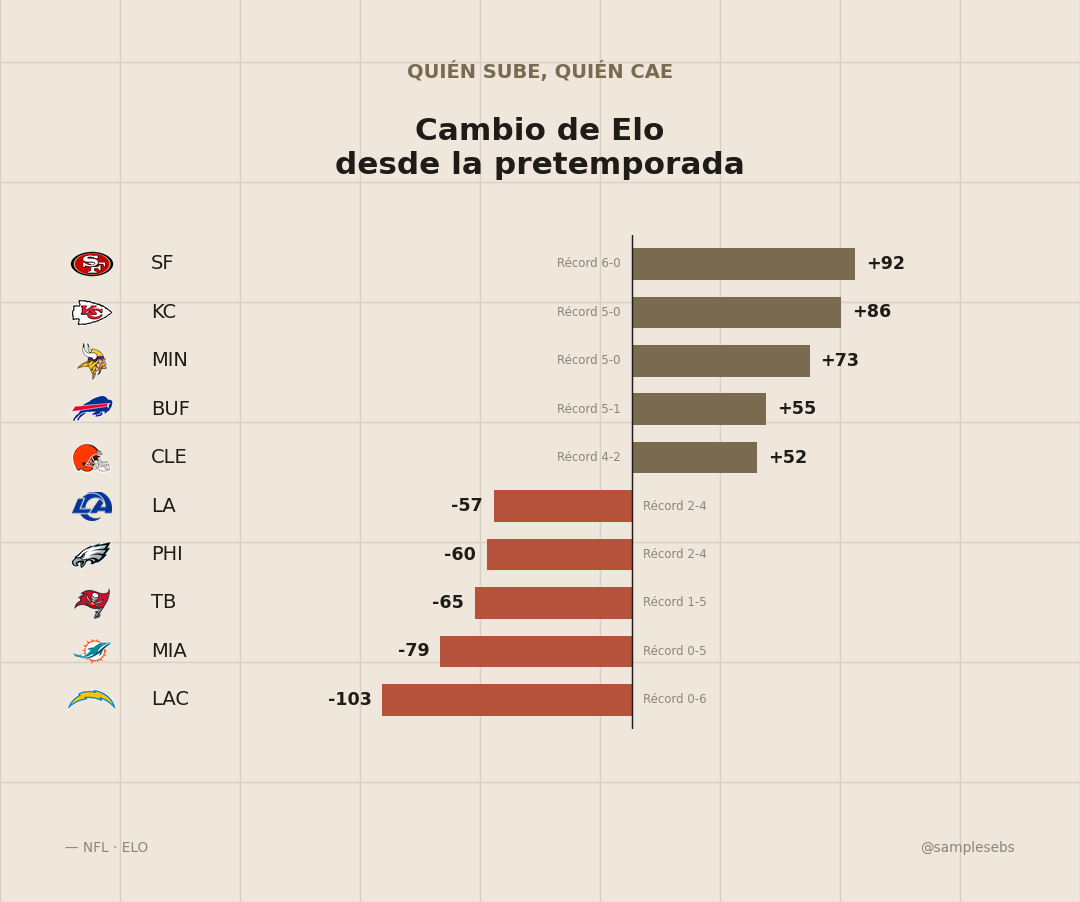 QUIÉN SUBE, QUIÉN CAE
Cambio de Elo
desde la pretemporada
SF Récord 6-0 +92
KC Récord 5-0 +86
MIN Récord 5-0 +73
BUF Récord 5-1 +55
CLE Récord 4-2 +52
LA -57 Récord 2-4
PHI -60 Récord 2-4
TB -65 Récord 1-5
MIA -79 Récord 0-5
LAC -103 Récord 0-6
— NFL · ELO
@samplesebs